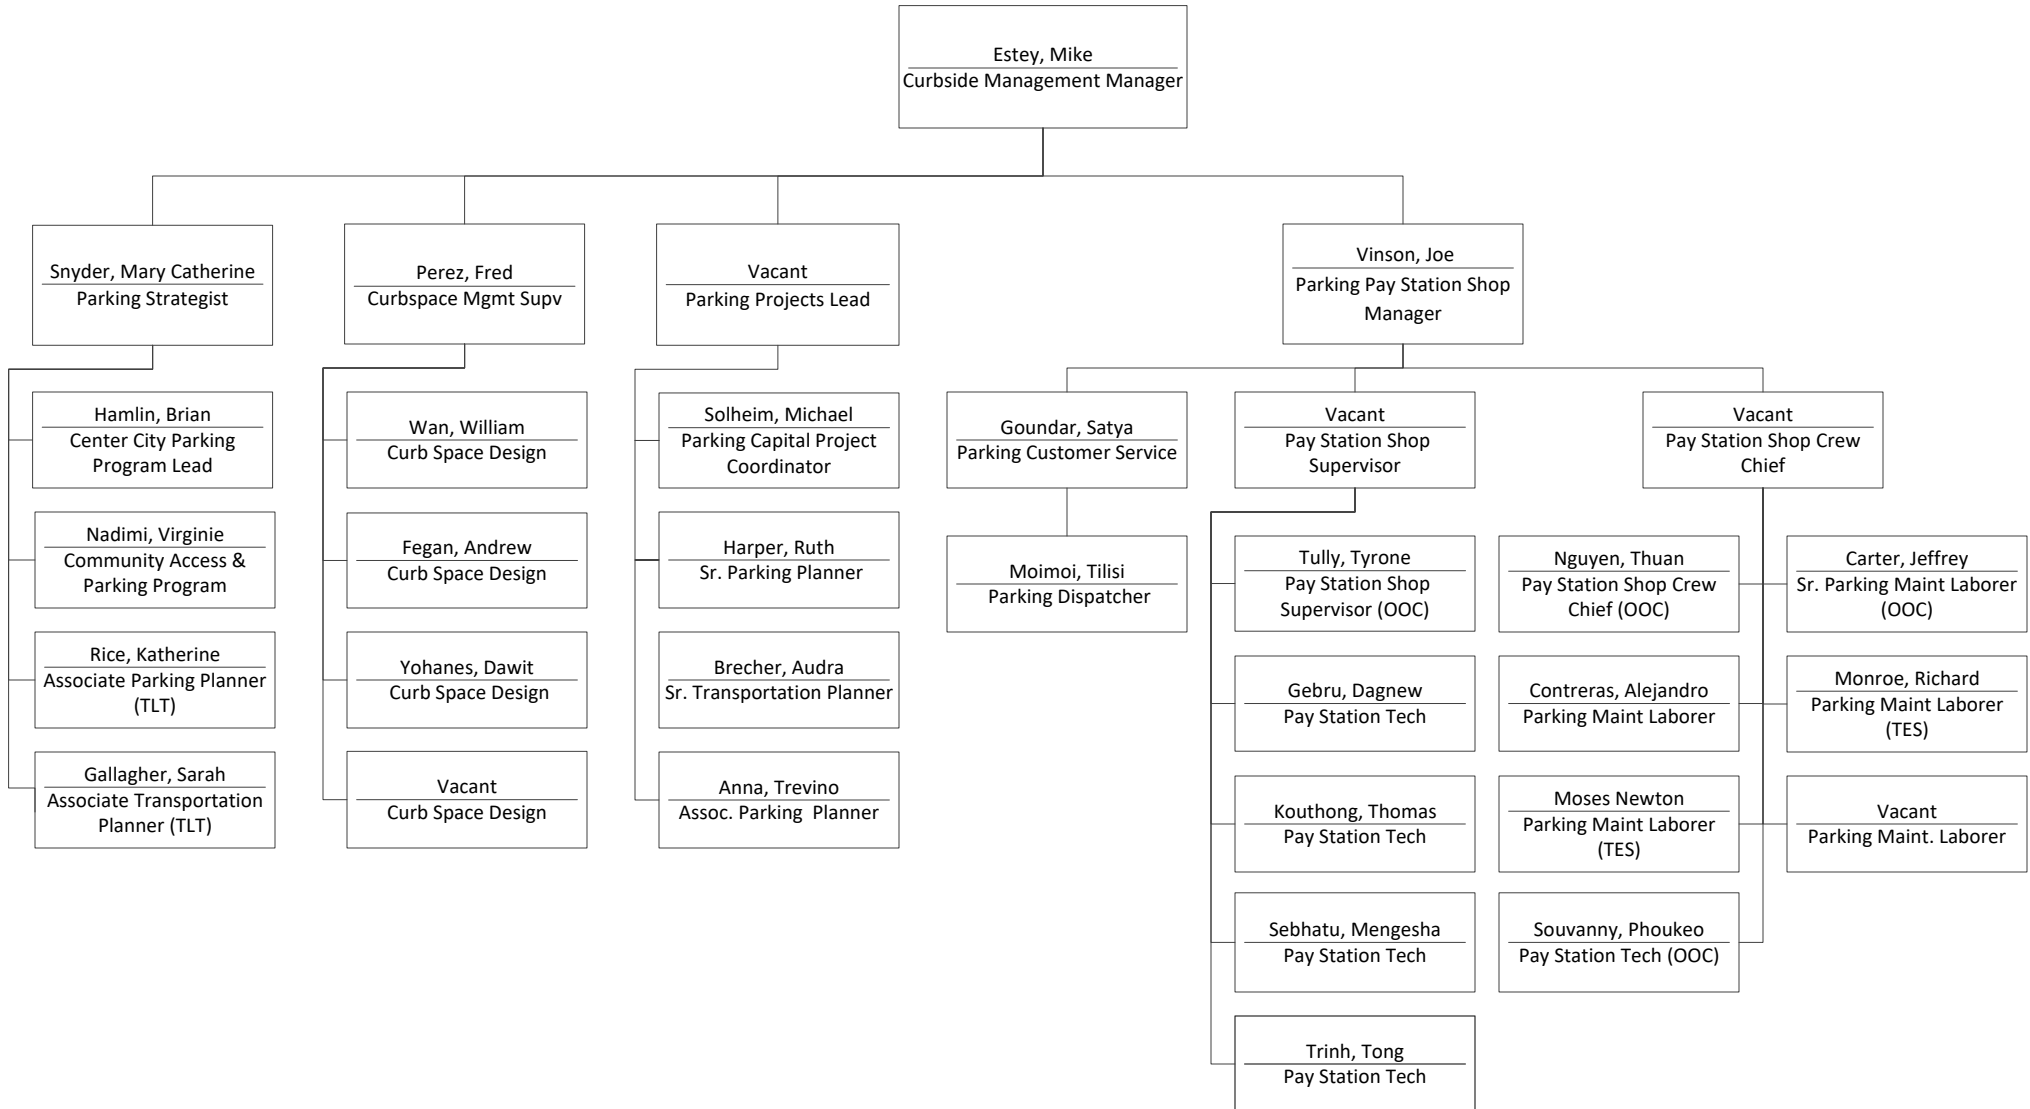 Estey, Mike
Curbside Management Manager
Snyder, Mary Catherine
Parking Strategist
Perez, Fred
Curbspace Mgmt Supv
Vacant
Parking Projects Lead
Vinson, Joe
Parking Pay Station Shop
Manager
Hamlin, Brian
Center City Parking
Program Lead
Nadimi, Virginie
Community Access &
Parking Program
Rice, Katherine
Associate Parking Planner
(TLT)
Gallagher, Sarah
Associate Transportation
Planner (TLT)
Wan, William
Curb Space Design
Fegan, Andrew
Curb Space Design
Yohanes, Dawit
Curb Space Design
Vacant
Curb Space Design
Solheim, Michael
Parking Capital Project
Coordinator
Harper, Ruth
Sr. Parking Planner
Brecher, Audra
Sr. Transportation Planner
Anna, Trevino
Assoc. Parking  Planner
Goundar, Satya
Parking Customer Service
Moimoi, Tilisi
Parking Dispatcher
Vacant
Pay Station Shop
Supervisor
Tully, Tyrone
Pay Station Shop
Supervisor (OOC)
Gebru, Dagnew
Pay Station Tech
Kouthong, Thomas
Pay Station Tech
Sebhatu, Mengesha
Pay Station Tech
Trinh, Tong
Pay Station Tech
Vacant
Pay Station Shop Crew
Chief
Nguyen, Thuan
Pay Station Shop Crew
Chief (OOC)
Contreras, Alejandro
Parking Maint Laborer
Moses Newton
Parking Maint Laborer
(TES)
Souvanny, Phoukeo
Pay Station Tech (OOC)
Carter, Jeffrey
Sr. Parking Maint Laborer
(OOC)
Monroe, Richard
Parking Maint Laborer
(TES)
Vacant
Parking Maint. Laborer